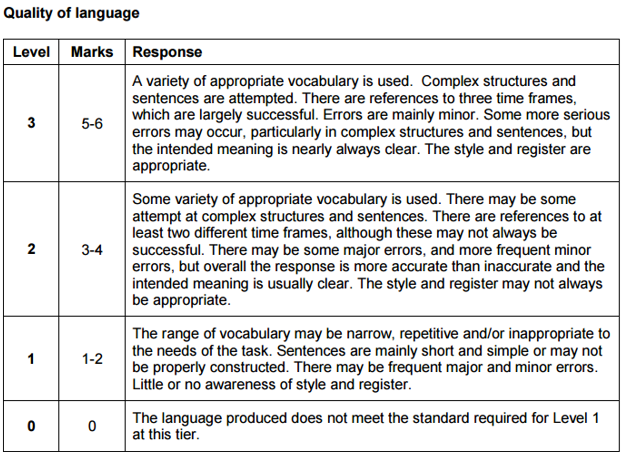 Quality of language
Level Marks Response
A variety of appropriate vocabulary is used. Complex structures and
sentences are attempted. There are references to three time frames,
which are largely successful. Errors are mainly minor. Some more serious
3 5-6 errors may occur, particularly in complex structures and sentences, but
the intended meaning is nearly always clear. The style and register are
appropriate.
Some variety of appropriate vocabulary is used. There may be some
attempt at complex structures and sentences. There are references to at
least two different time frames, although these may not always be
2 3-4 successful. There may be some major errors, and more frequent minor
errors, but overall the response is more accurate than inaccurate and the
intended meaning is usually clear. The style and register may not always
be appropriate.
The range of vocabulary may be narrow, repetitive and/or inappropriate to
the needs of the task. Sentences are mainly short and simple or may not
1 1-2 be properly constructed. There may be frequent major and minor errors.
Little or no awareness of style and register.
0 0 The language produced does not meet the standard required for Level 1
at this tier.